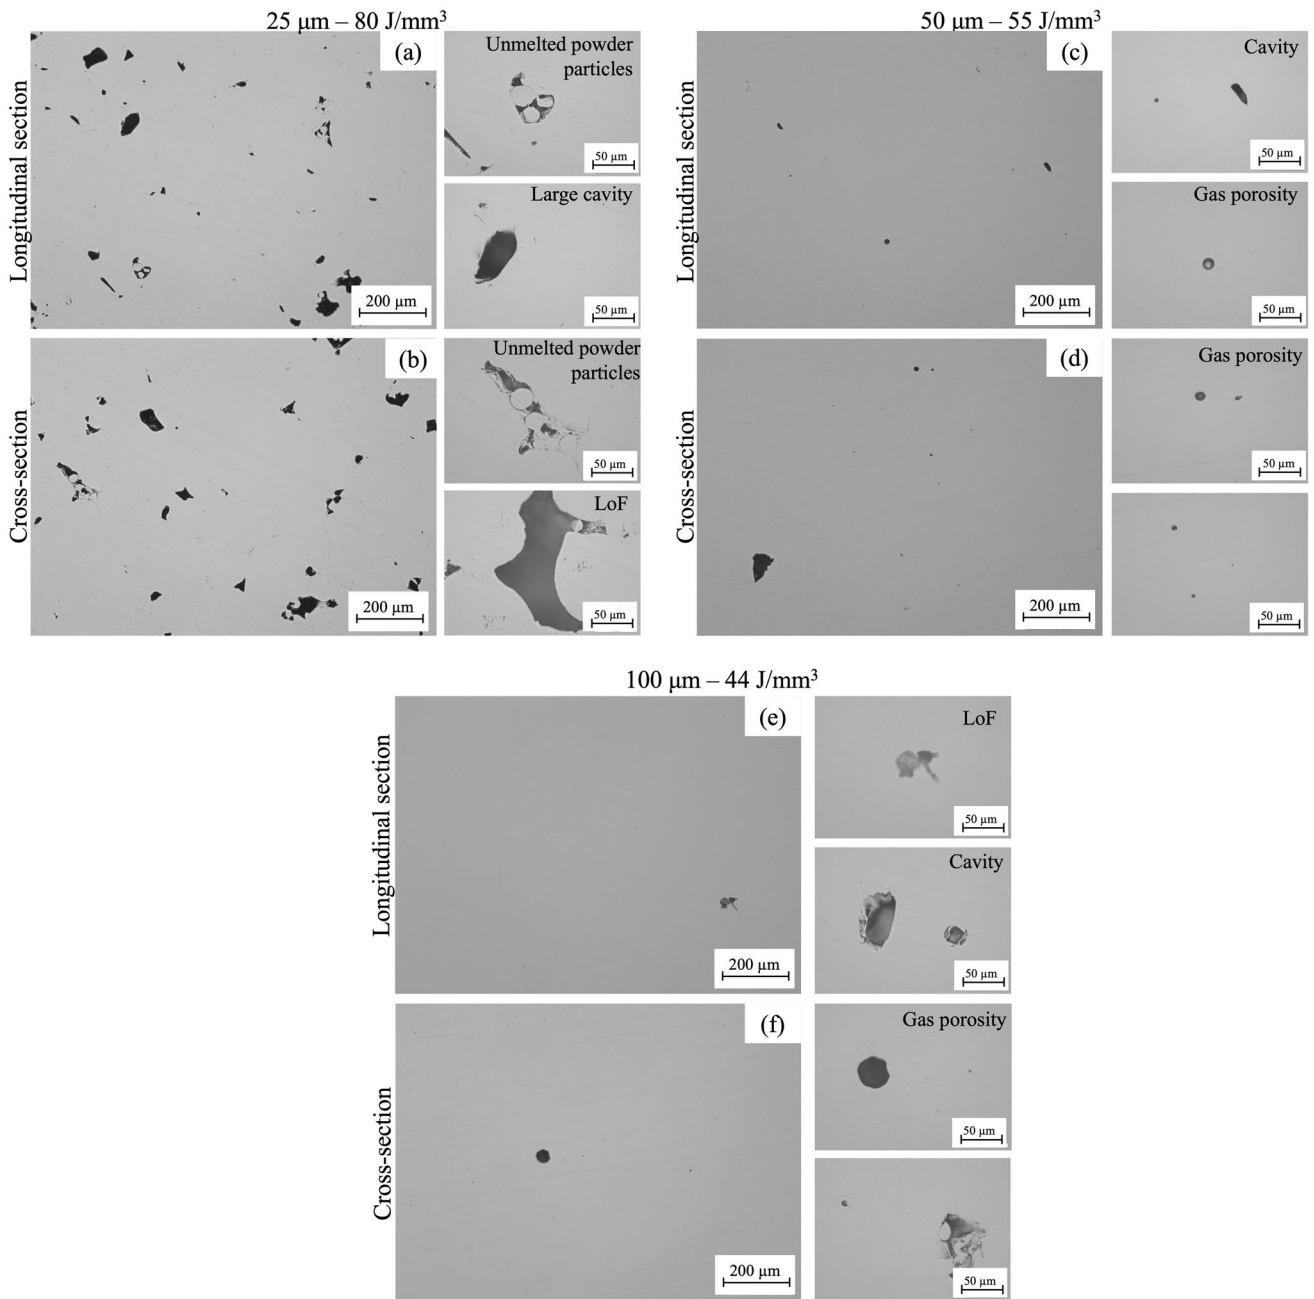 25 μm – 80 J/mm³
Longitudinal section
(a)
200 µm
Unmelted powder
particles
50 µm
Large cavity
50 µm
Cross-section
(b)
200 µm
Unmelted powder
particles
50 µm
LoF
50 µm
50 μm – 55 J/mm³
Longitudinal section
(c)
200 µm
Cavity
50 µm
Gas porosity
50 µm
Cross-section
(d)
200 µm
Gas porosity
50 µm
50 µm
100 μm – 44 J/mm³
Longitudinal section
(e)
200 µm
LoF
50 µm
Cavity
50 µm
Cross-section
(f)
200 µm
Gas porosity
50 µm
50 µm